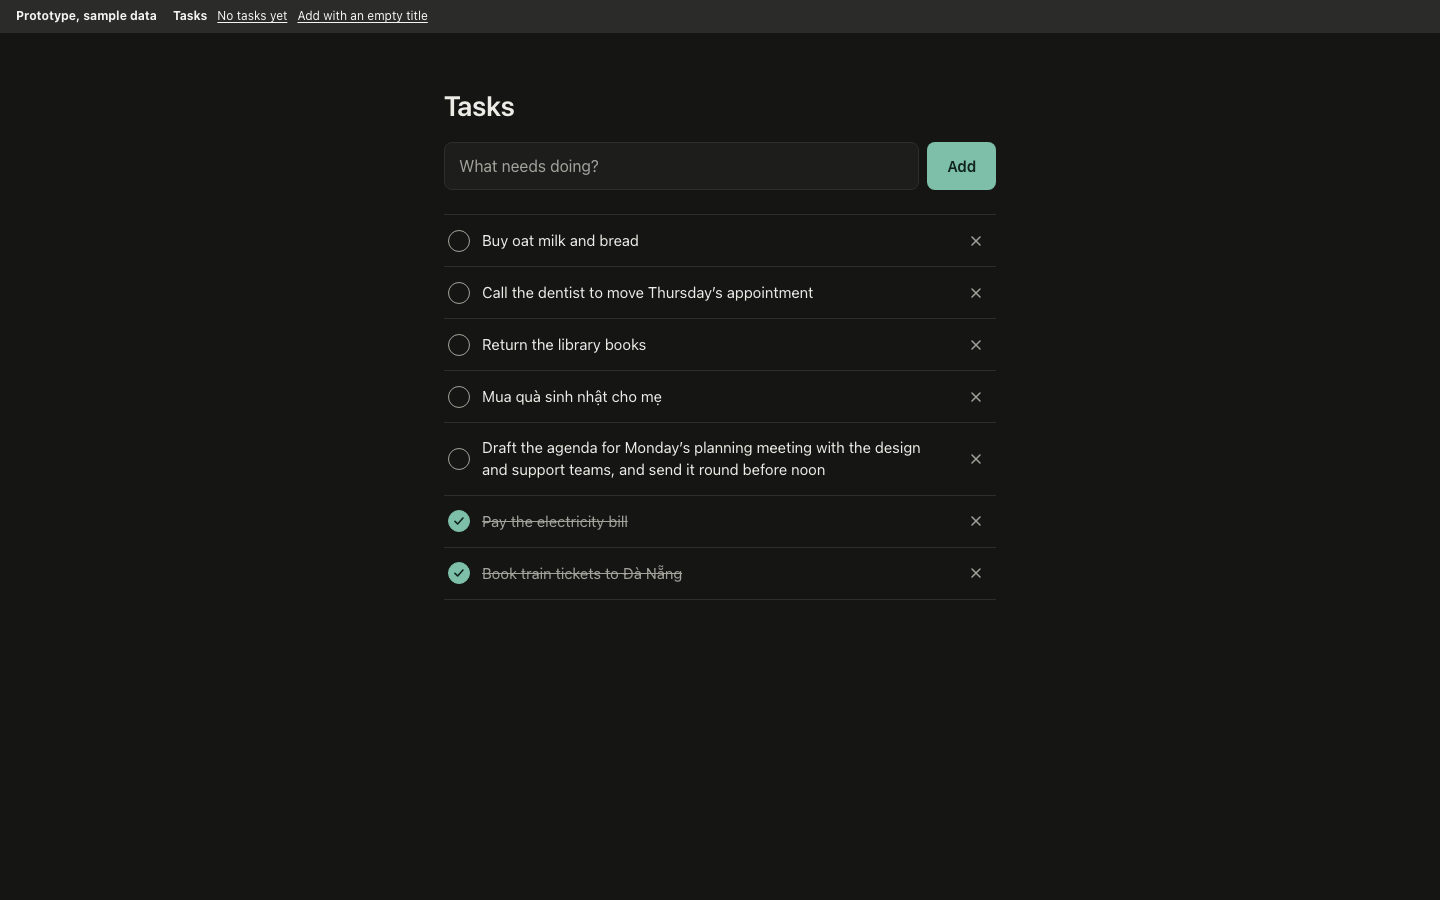 Prototype, sample data Tasks No tasks yet Add with an empty title
Tasks
What needs doing? Add
Buy oat milk and bread
Call the dentist to move Thursday’s appointment
Return the library books
Mua quà sinh nhật cho mẹ
Draft the agenda for Monday’s planning meeting with the design
and support teams, and send it round before noon
Pay the electricity bill
Book train tickets to Đà Nẵng